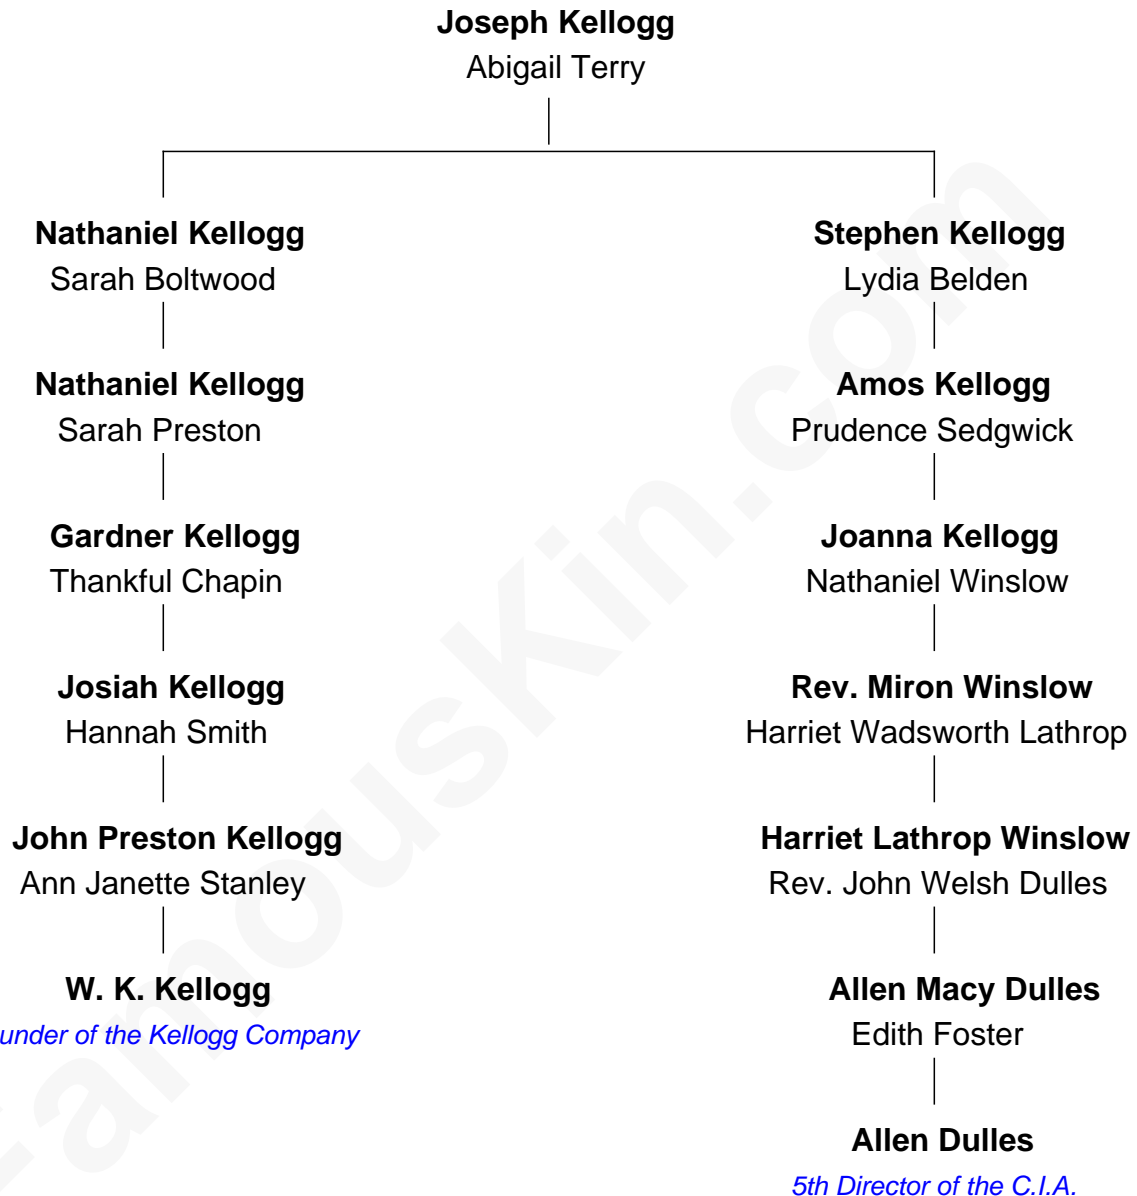 Joseph Kellogg
Abigail Terry
Nathaniel Kellogg
Sarah Boltwood
Nathaniel Kellogg
Sarah Preston
Gardner Kellogg
Thankful Chapin
Josiah Kellogg
Hannah Smith
John Preston Kellogg
Ann Janette Stanley
W. K. Kellogg
under of the Kellogg Company
Stephen Kellogg
Lydia Belden
Amos Kellogg
Prudence Sedgwick
Joanna Kellogg
Nathaniel Winslow
Rev. Miron Winslow
Harriet Wadsworth Lathrop
Harriet Lathrop Winslow
Rev. John Welsh Dulles
Allen Macy Dulles
Edith Foster
Allen Dulles
5th Director of the C.I.A.
FamousKin.com